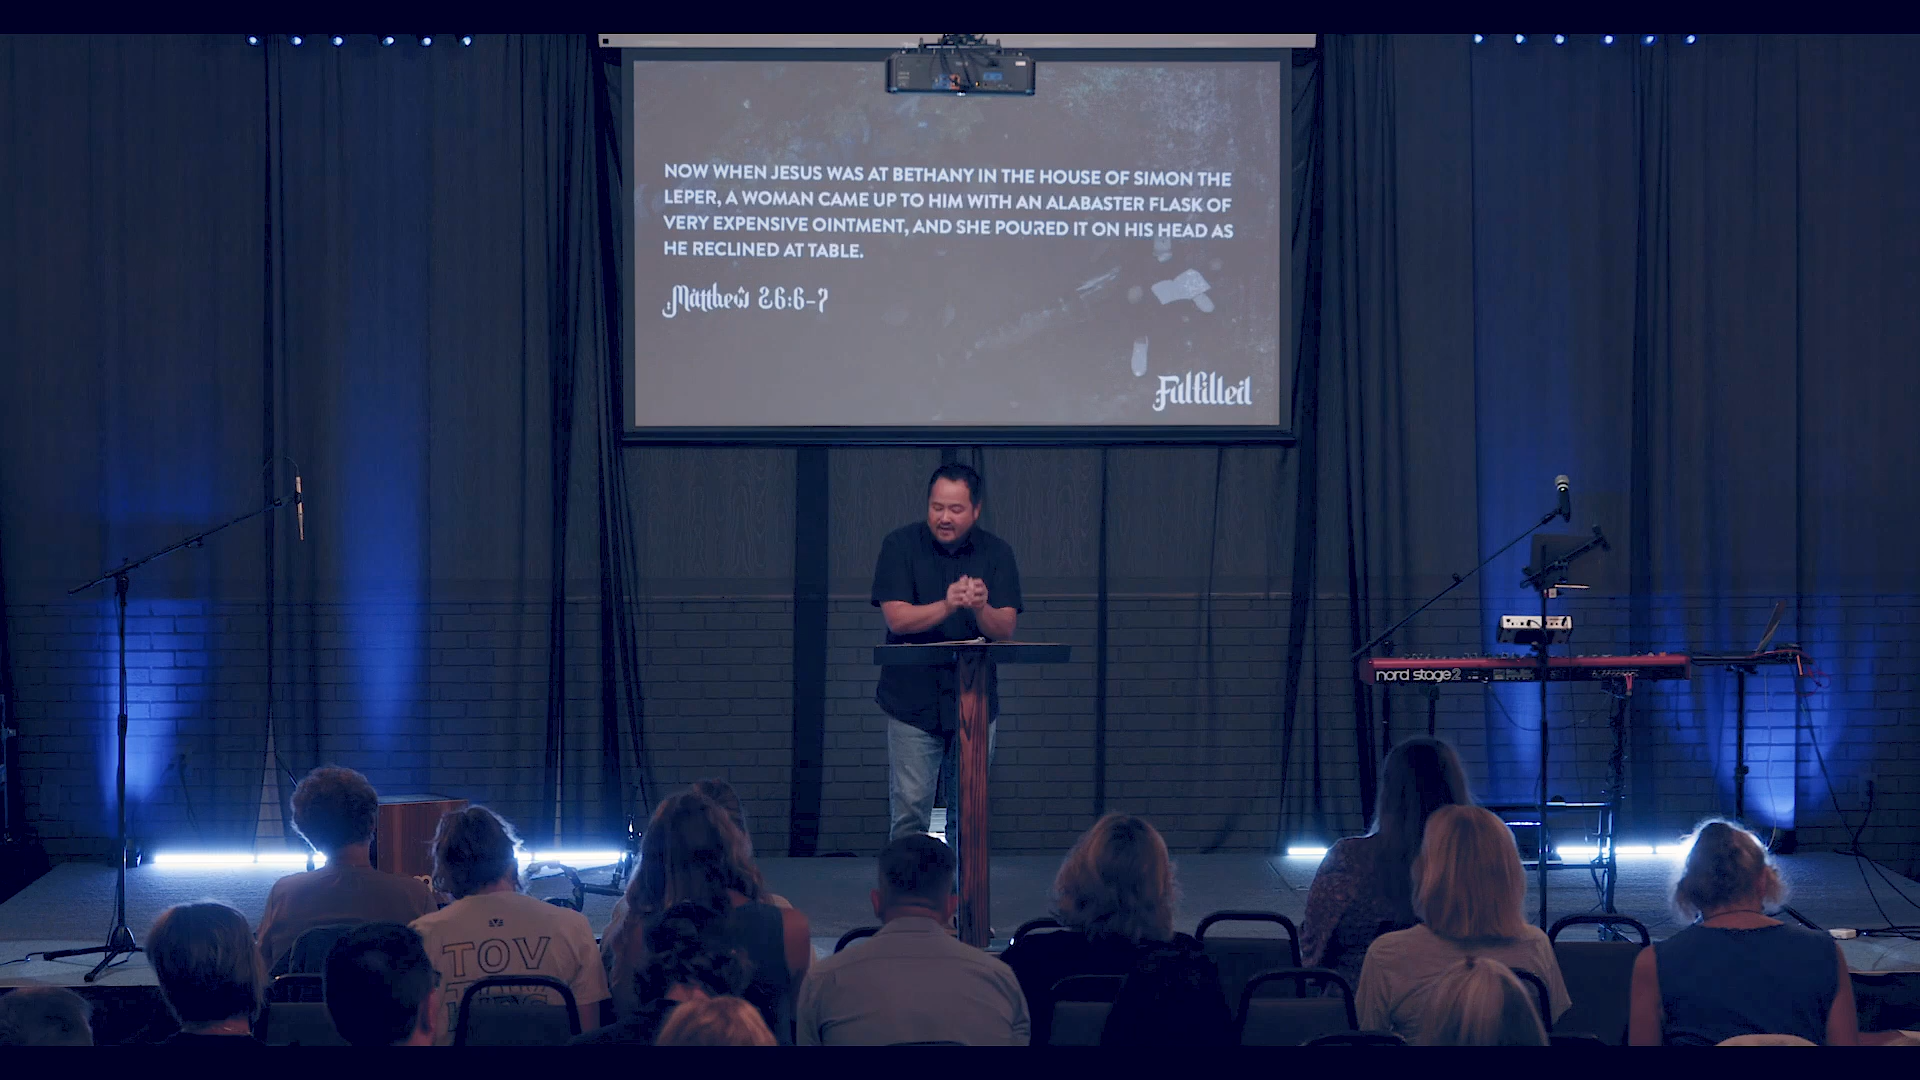 NOW WHEN JESUS WAS AT BETHANY IN THE HOUSE OF SIMON THE
LEPER, A WOMAN CAME UP TO HIM WITH AN ALABASTER FLASK OF
VERY EXPENSIVE OINTMENT, AND SHE POURED IT ON HIS HEAD AS
HE RECLINED AT TABLE.
Matthew 26:6-7
Fulfilled
nord stage 2
TOV